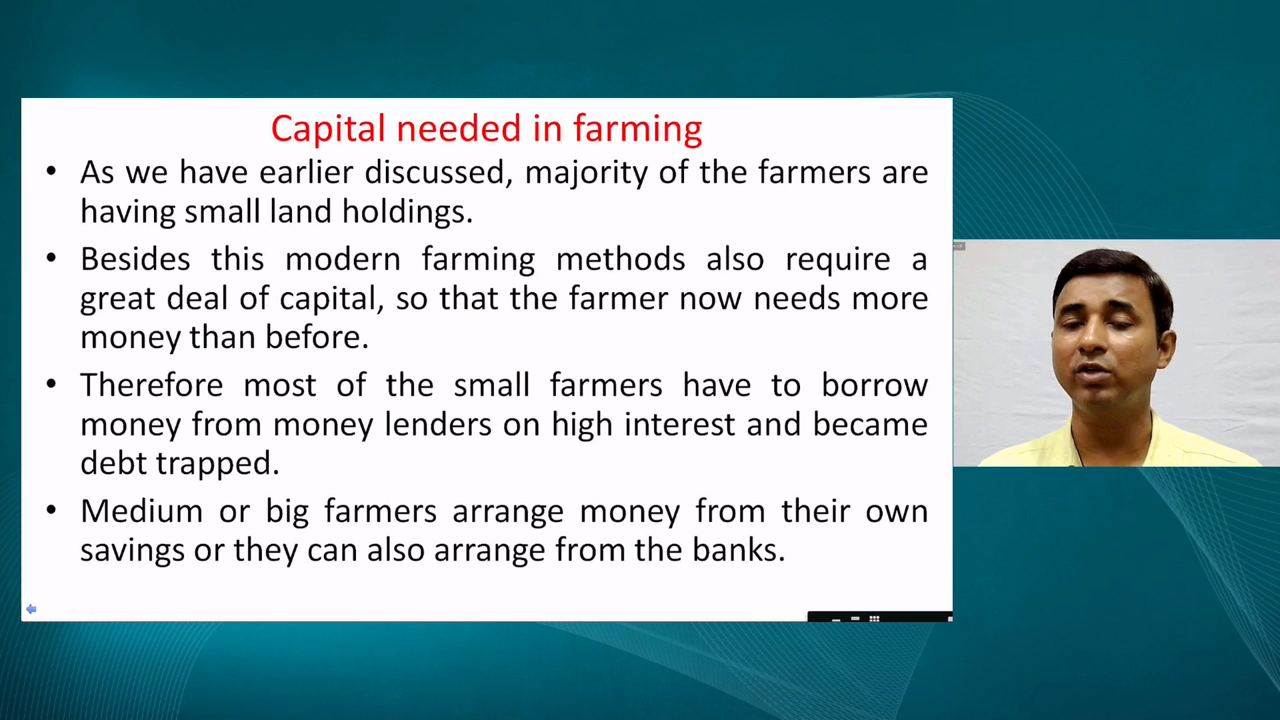 Capital needed in farming
• As we have earlier discussed, majority of the farmers are
having small land holdings.
• Besides this modern farming methods also require a
great deal of capital, so that the farmer now needs more
money than before.
• Therefore most of the small farmers have to borrow
money from money lenders on high interest and became
debt trapped.
• Medium or big farmers arrange money from their own
savings or they can also arrange from the banks.